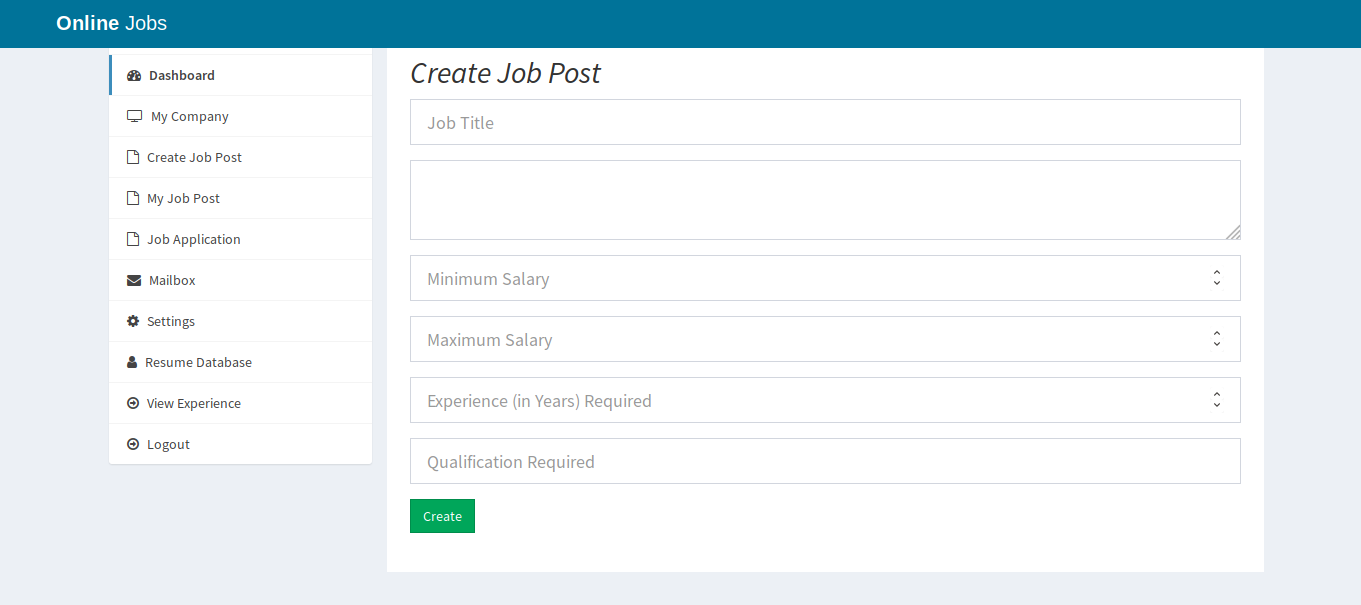 Online Jobs
Dashboard
My Company
Create Job Post
My Job Post
Job Application
Mailbox
Settings
Resume Database
View Experience
Logout
Create Job Post
Job Title
Minimum Salary
Maximum Salary
Experience (in Years) Required
Qualification Required
Create